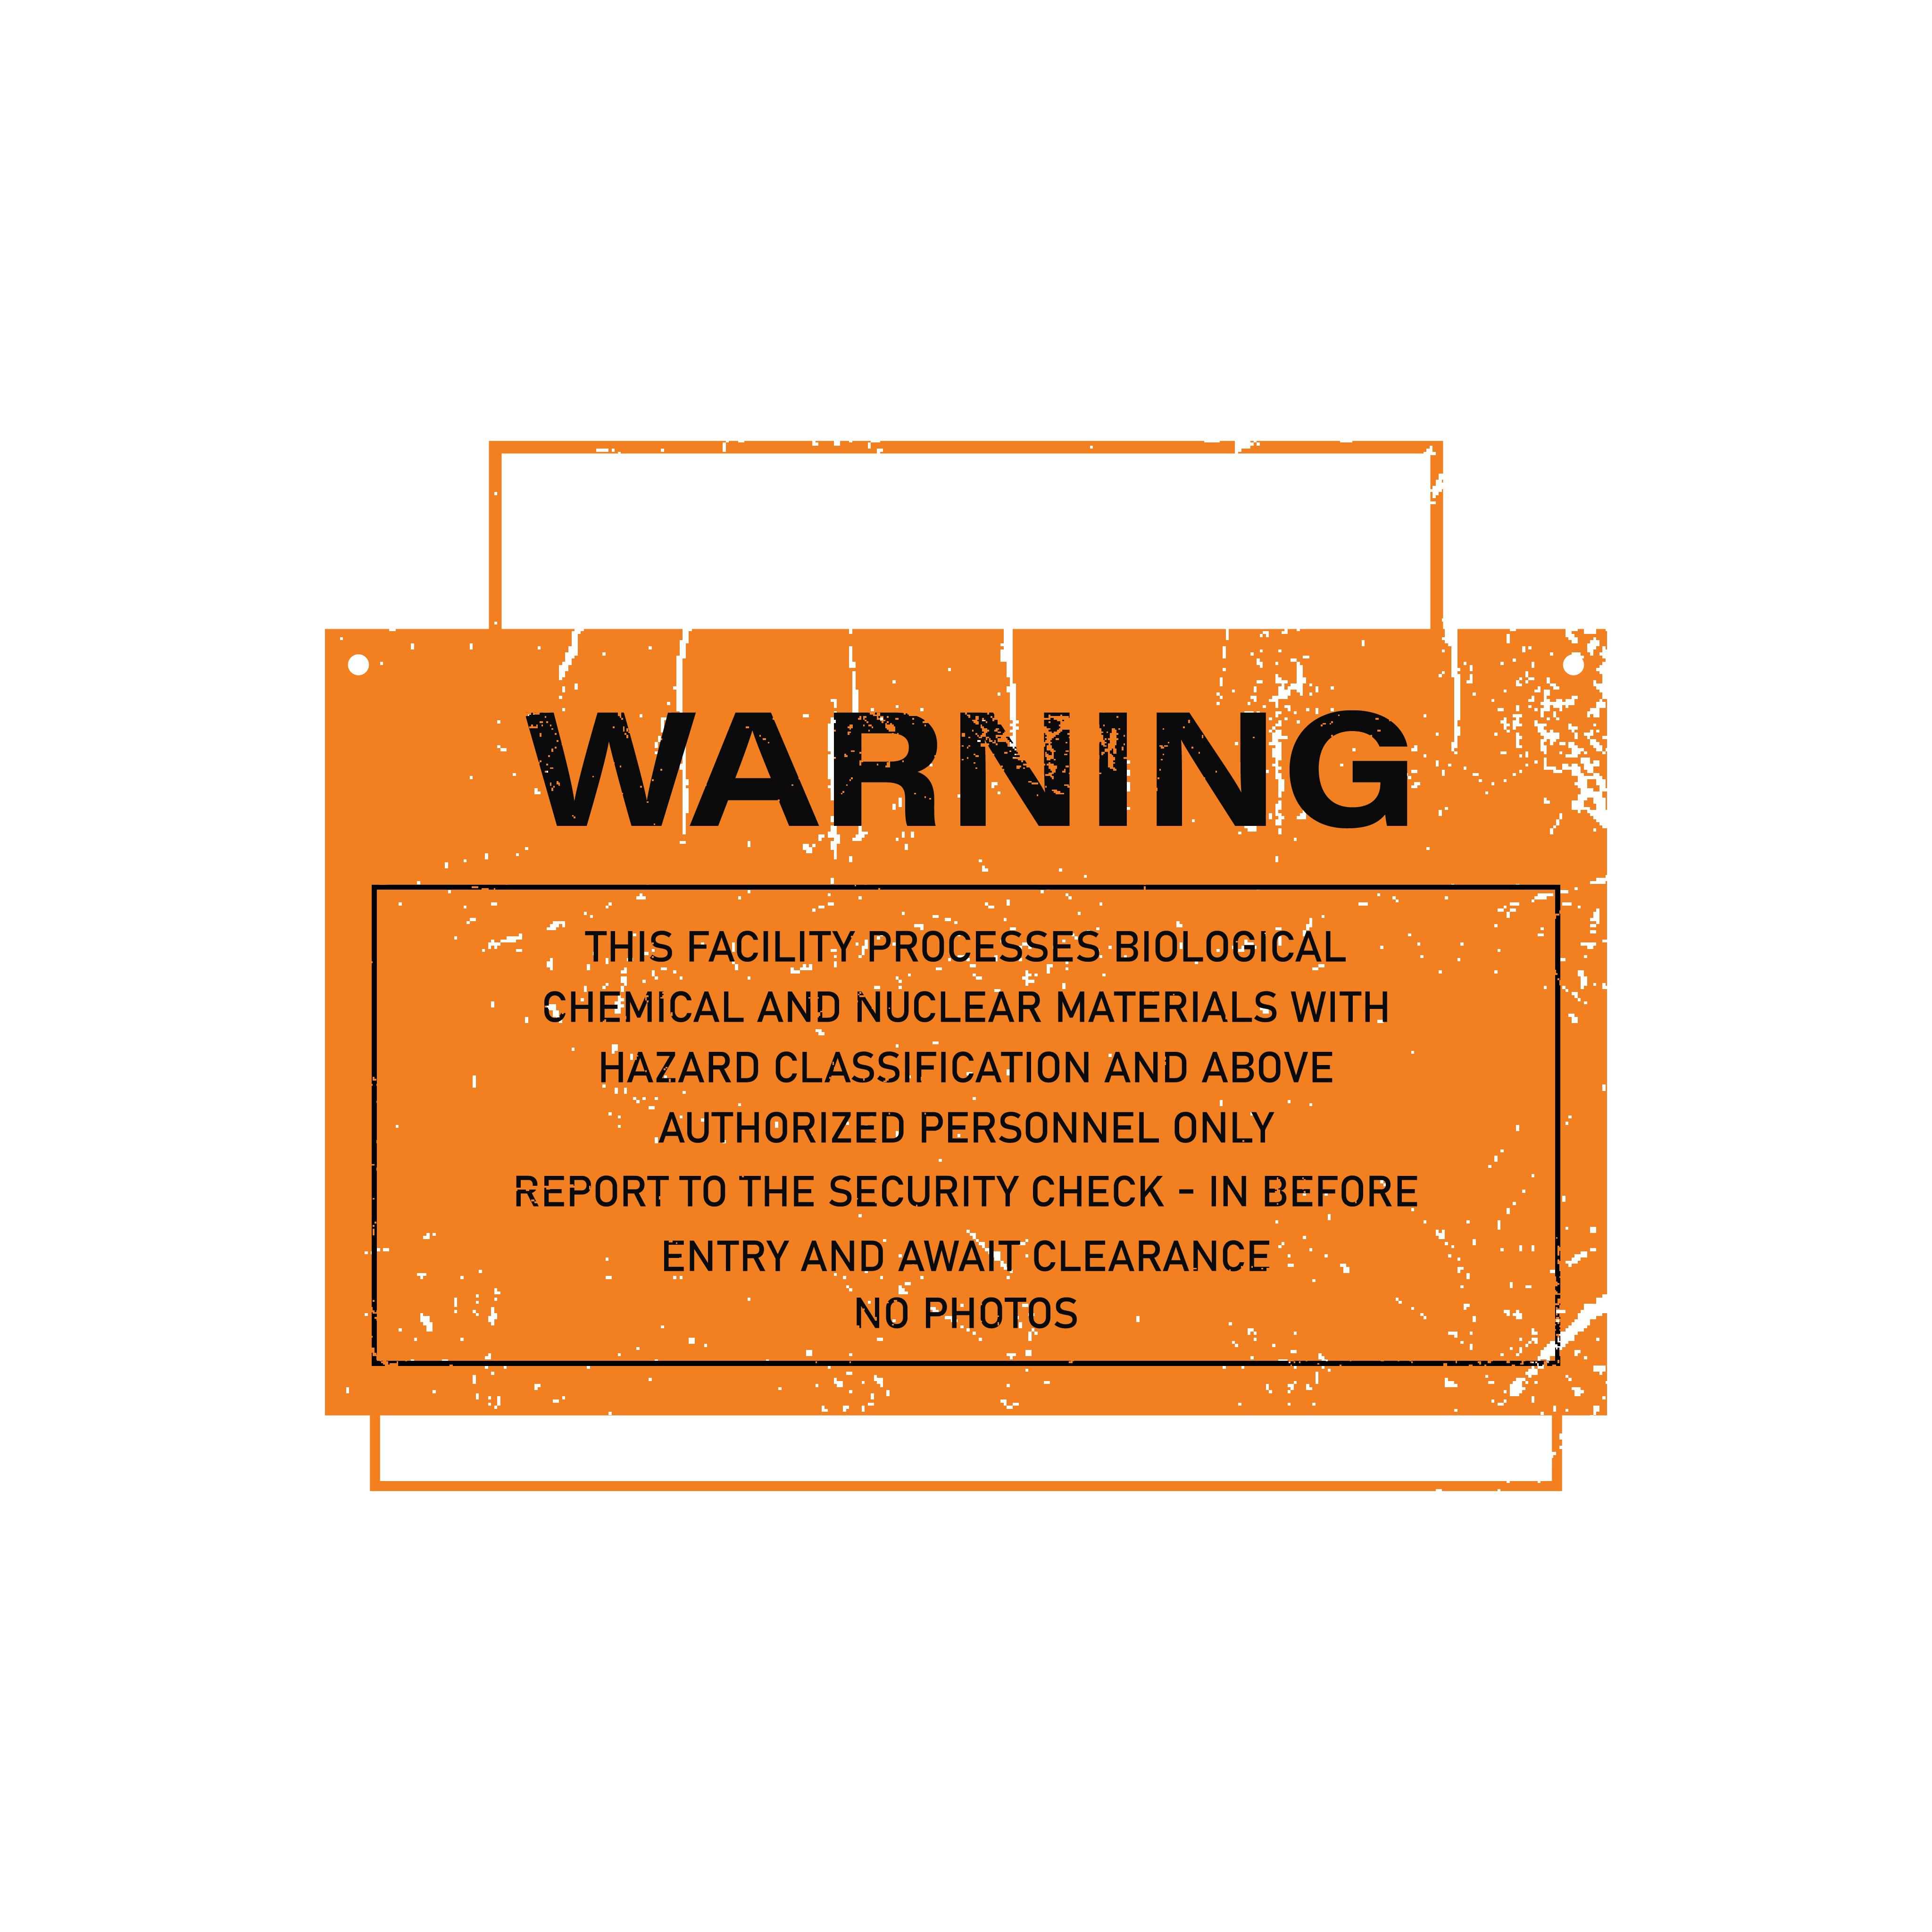 WARNING
THIS FACILITY PROCESSES BIOLOGICAL
CHEMICAL AND NUCLEAR MATERIALS WITH
HAZARD CLASSIFICATION AND ABOVE
AUTHORIZED PERSONNEL ONLY
REPORT TO THE SECURITY CHECK - IN BEFORE
ENTRY AND AWAIT CLEARANCE
NO PHOTOS